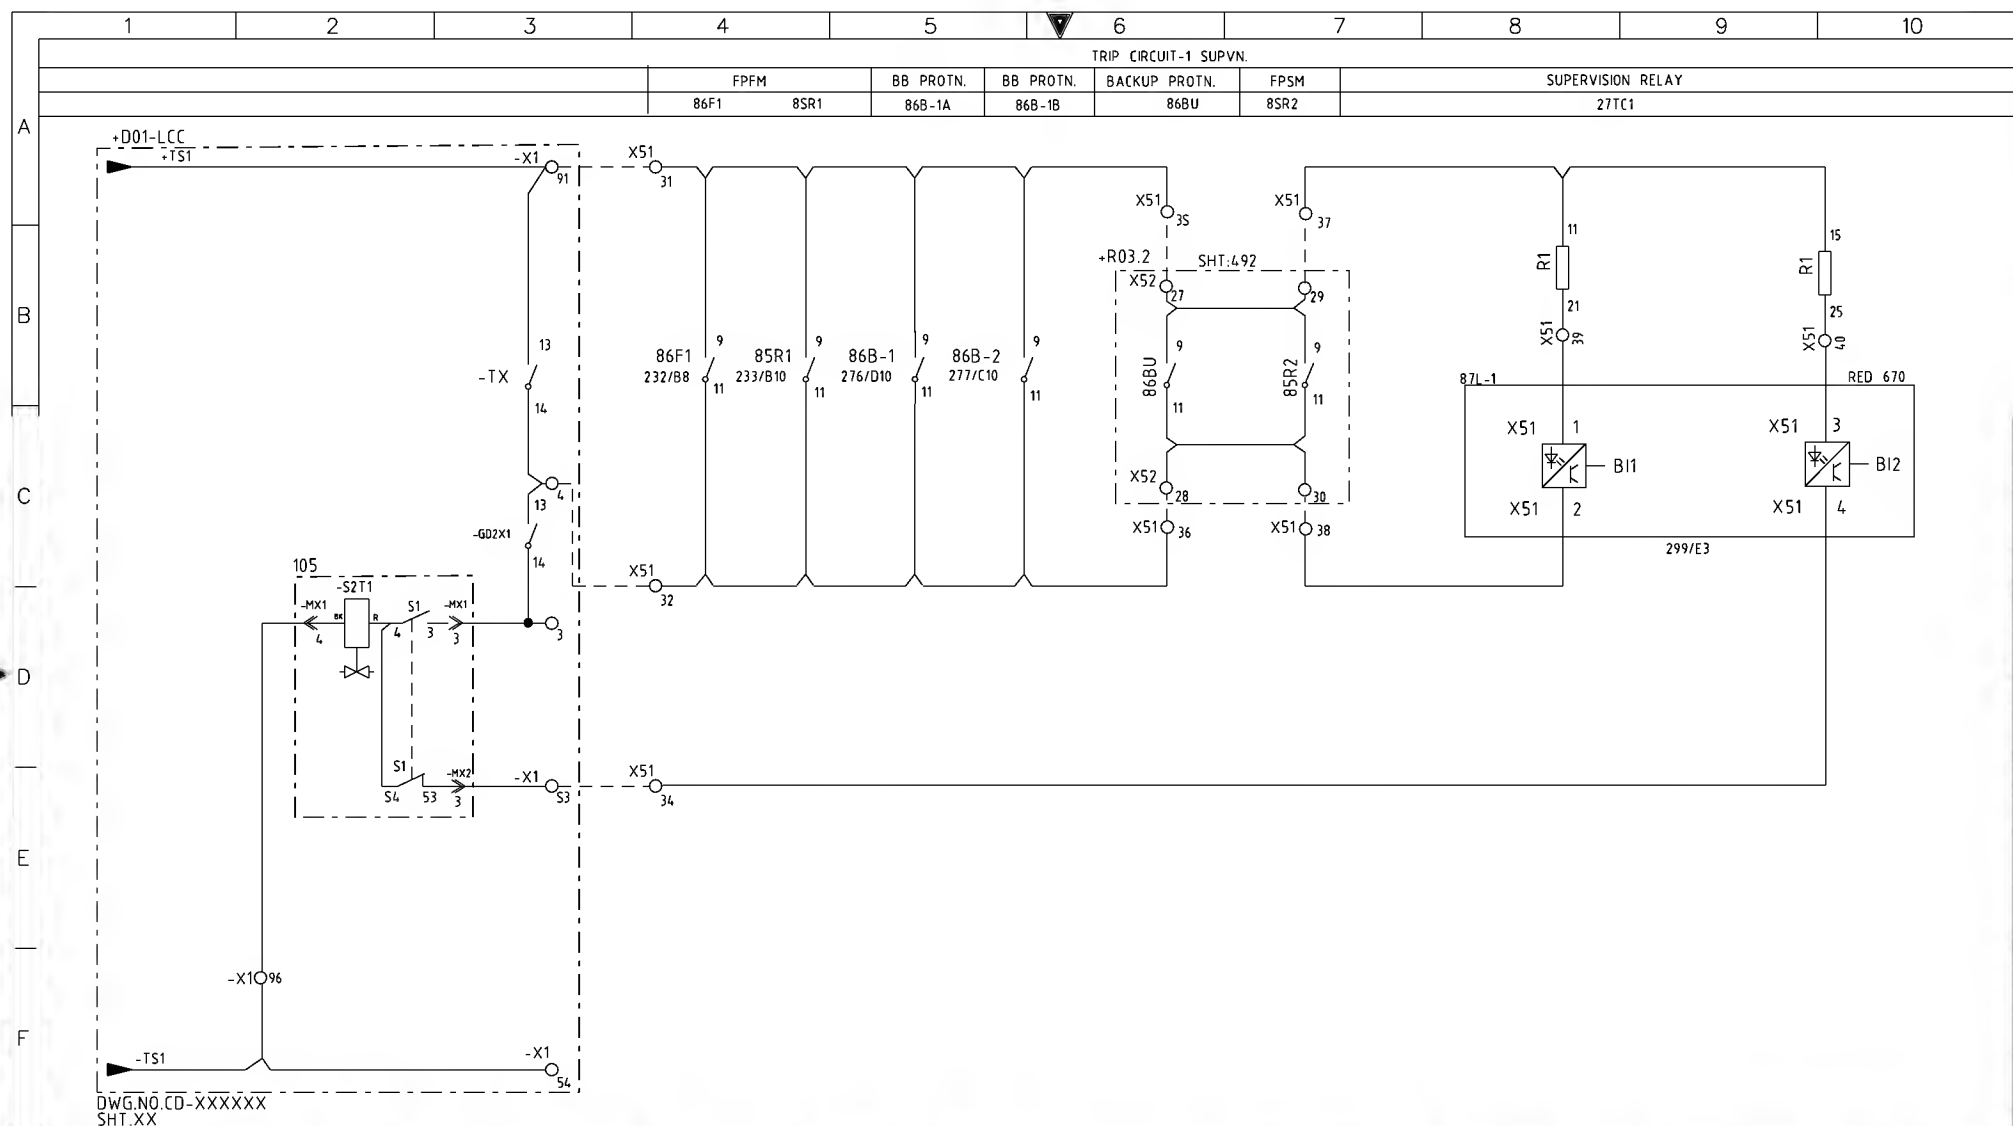 1 2 3 4 5 6 7 8 9 10
TRIP CIRCUIT-1 SUPVN.
FPFM BB PROTN. BB PROTN. BACKUP PROTN. FPSM SUPERVISION RELAY
86F1 8SR1 86B-1A 86B-1B 86BU 8SR2 27TC1
A
+D01-LCC
+TS1 -X1 X51
91 31
X51 X51
3S 37
11 15
+R03.2 SHT:492
R1 R1
X52
27 29
21 25
B
X51 39 X51 40
13 9 9 9 9 9 9
86F1 85R1 86B-1 86B-2
232/B8 233/B10 276/D10 277/C10
86BU 85R2
-TX
11 11 11 11 11 11
14
87L-1 RED 670
X51 1 X51 3
BI1 BI2
X52
4 28 30
C
13
X51 2 X51 4
-GD2X1
X51 36 X51 38
14
299/E3
105
X51
-S2T1
32
-MX1 BK R S1 -MX1
4 4 3 3 3
D
S1 -MX2 -X1 X51
S4 53 3 S3 34
E
-X1 96
F
-TS1 -X1
54
DWG.NO.CD-XXXXXX
SHT.XX